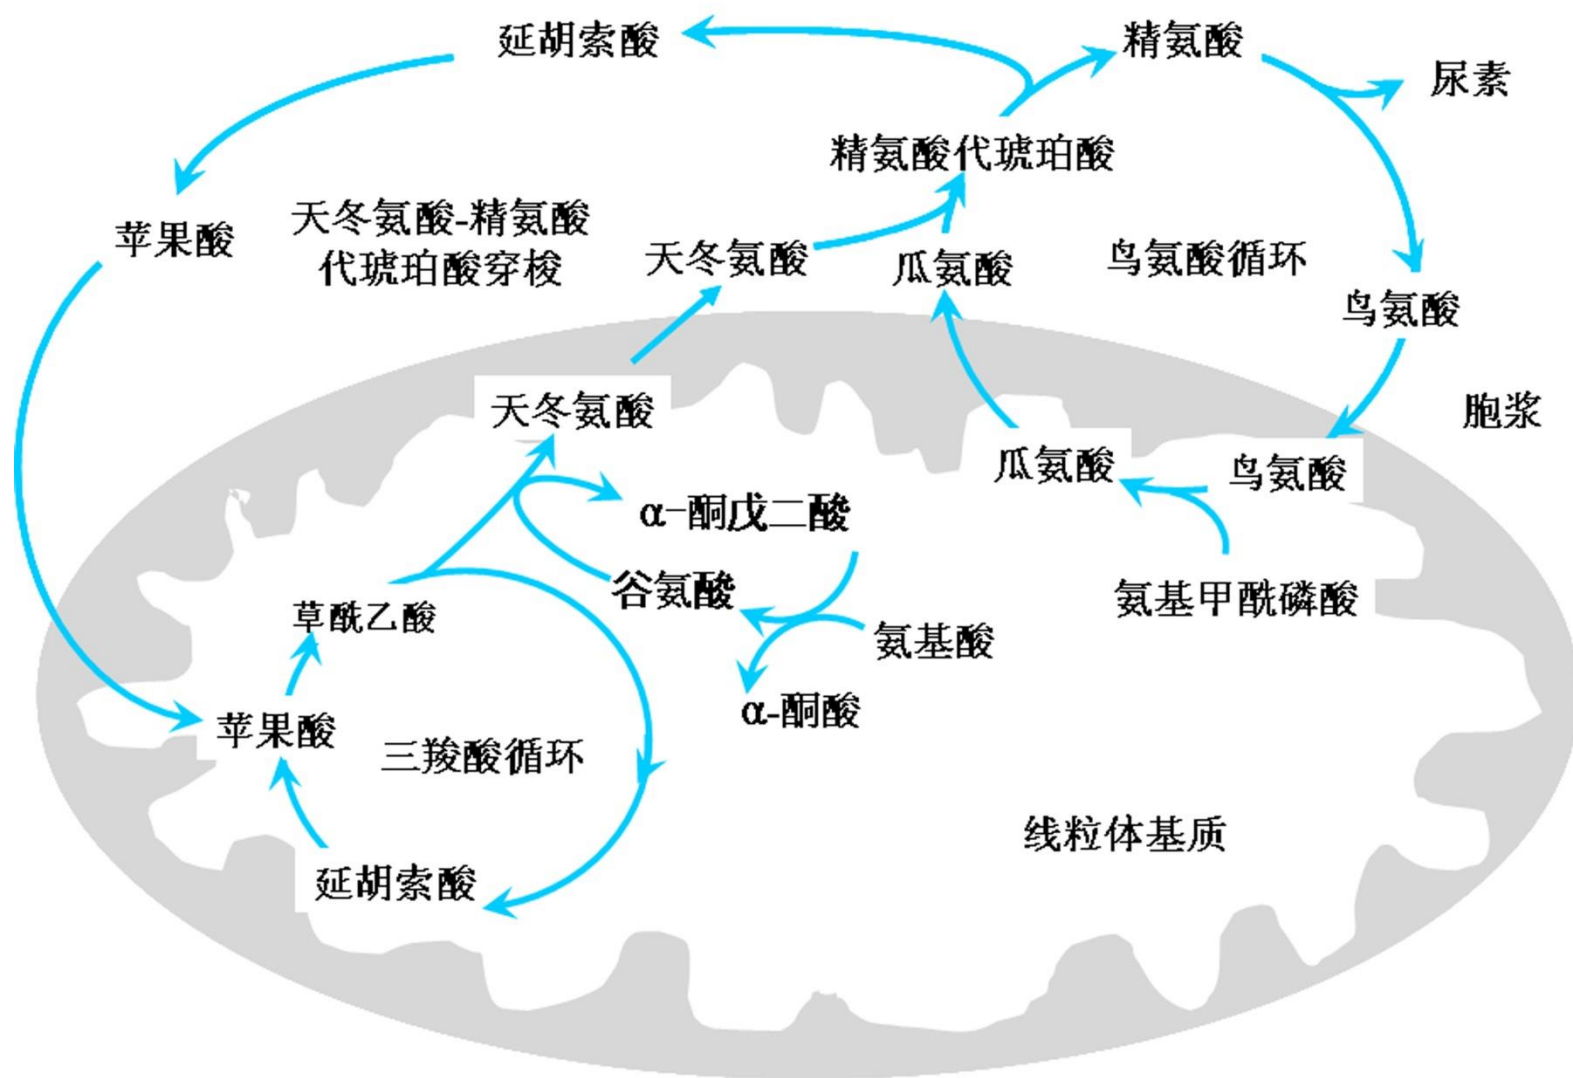 延胡索酸
精氨酸
尿素
精氨酸代琥珀酸
苹果酸
天冬氨酸-精氨酸
代琥珀酸穿梭
天冬氨酸
瓜氨酸
鸟氨酸循环
鸟氨酸
天冬氨酸
胞浆
瓜氨酸
鸟氨酸
α-酮戊二酸
谷氨酸
氨基甲酰磷酸
草酰乙酸
氨基酸
α-酮酸
苹果酸
三羧酸循环
线粒体基质
延胡索酸